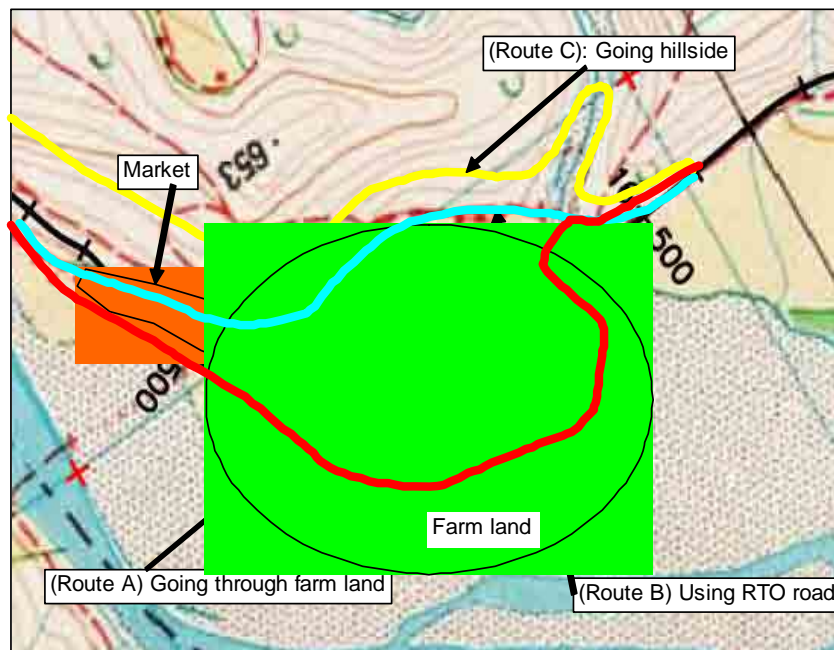 (Route C): Going hillside
Market
653
500
500
Farm land
(Route A) Going through farm land
(Route B) Using RTO road